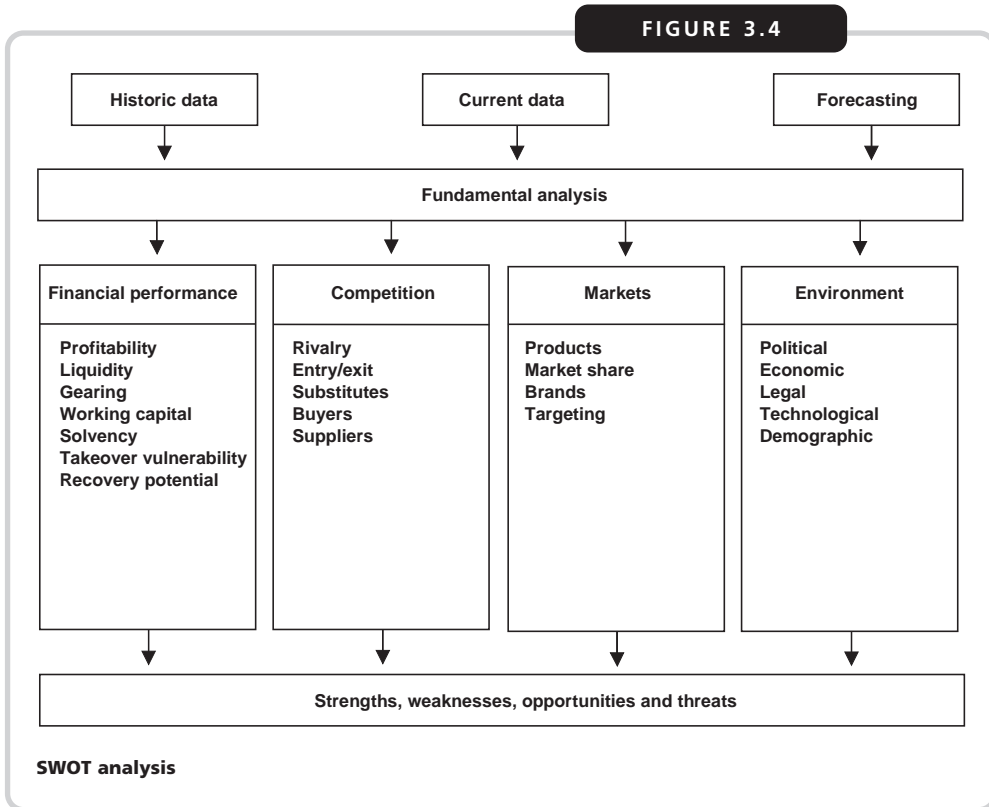 FIGURE 3.4
Historic data
Current data
Forecasting
Fundamental analysis
Financial performance
Profitability
Liquidity
Gearing
Working capital
Solvency
Takeover vulnerability
Recovery potential
Competition
Rivalry
Entry/exit
Substitutes
Buyers
Suppliers
Markets
Products
Market share
Brands
Targeting
Environment
Political
Economic
Legal
Technological
Demographic
Strengths, weaknesses, opportunities and threats
SWOT analysis